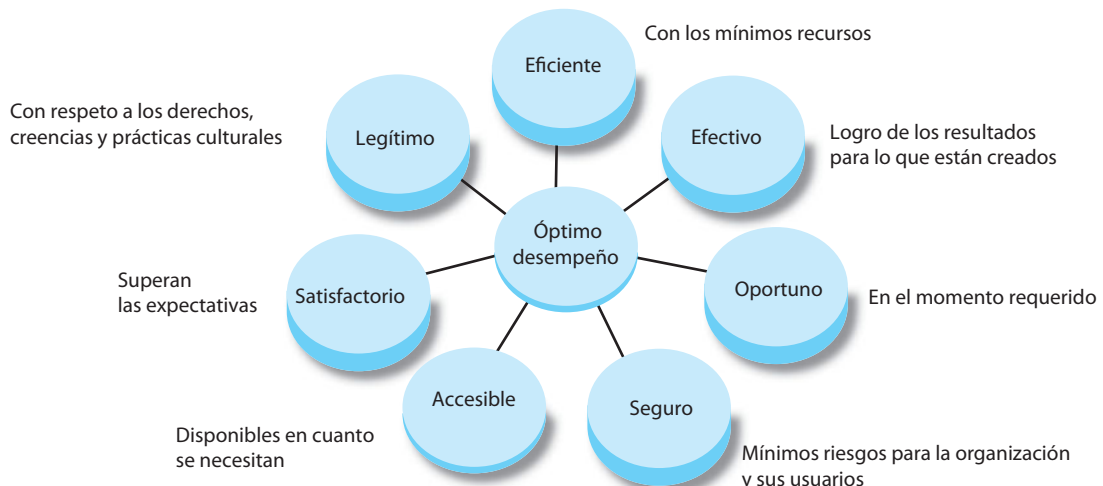 Eficiente
Con los mínimos recursos
Efectivo
Logro de los resultados
para lo que están creados
Oportuno
En el momento requerido
Seguro
Mínimos riesgos para la organización
y sus usuarios
Accesible
Disponibles en cuanto
se necesitan
Satisfactorio
Superan
las expectativas
Legítimo
Con respeto a los derechos,
creencias y prácticas culturales
Óptimo
desempeño